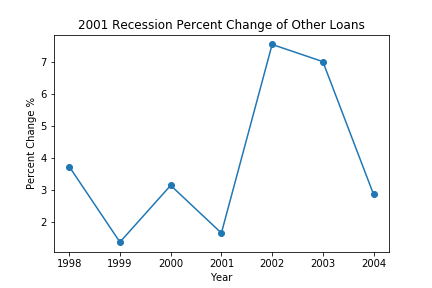 2001 Recession Percent Change of Other Loans
Percent Change %
7
6
5
4
3
2
1998 1999 2000 2001 2002 2003 2004
Year